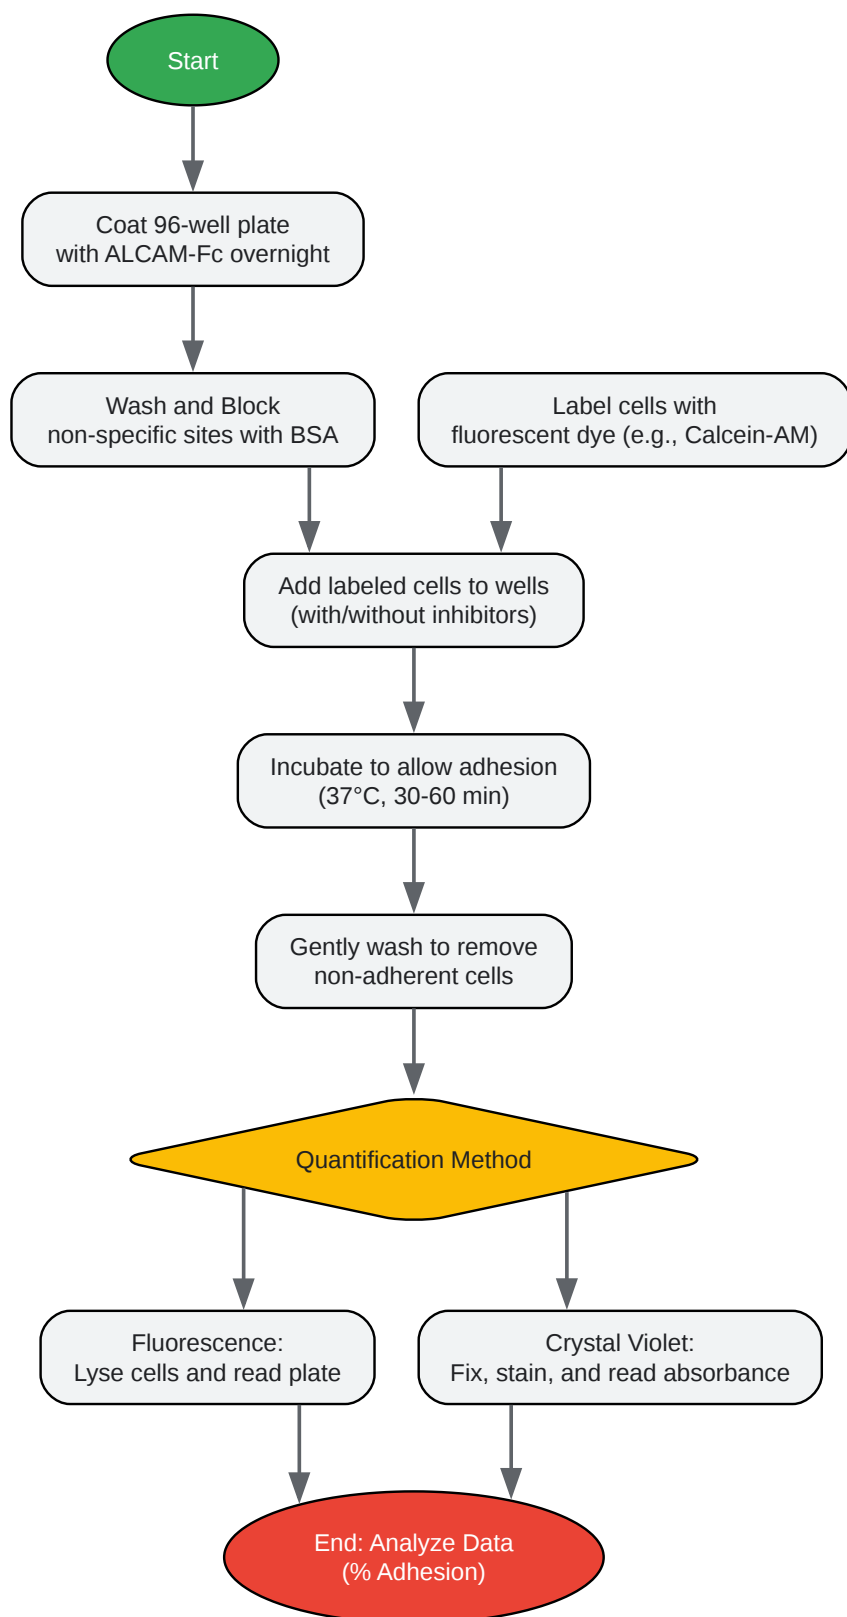 Start
Coat 96-well plate
with ALCAM-Fc overnight
Wash and Block
non-specific sites with BSA
Label cells with
fluorescent dye (e.g., Calcein-AM)
Add labeled cells to wells
(with/without inhibitors)
Incubate to allow adhesion
(37°C, 30-60 min)
Gently wash to remove
non-adherent cells
Quantification Method
Fluorescence:
Lyse cells and read plate
Crystal Violet:
Fix, stain, and read absorbance
End: Analyze Data
(% Adhesion)